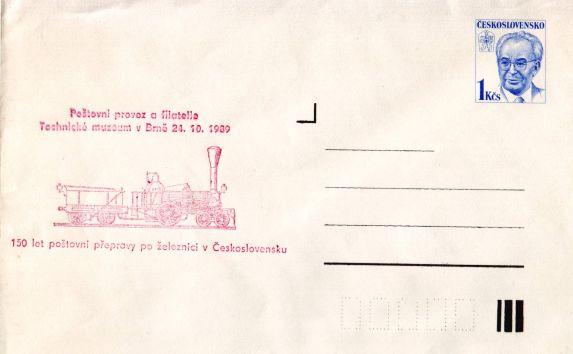 ČESKOSLOVENSKO
1 Kčs
Poštovní provoz a filatelie
Technické muzeum v Brně 24. 10. 1989
150 let poštovní přepravy po železnici v Československu